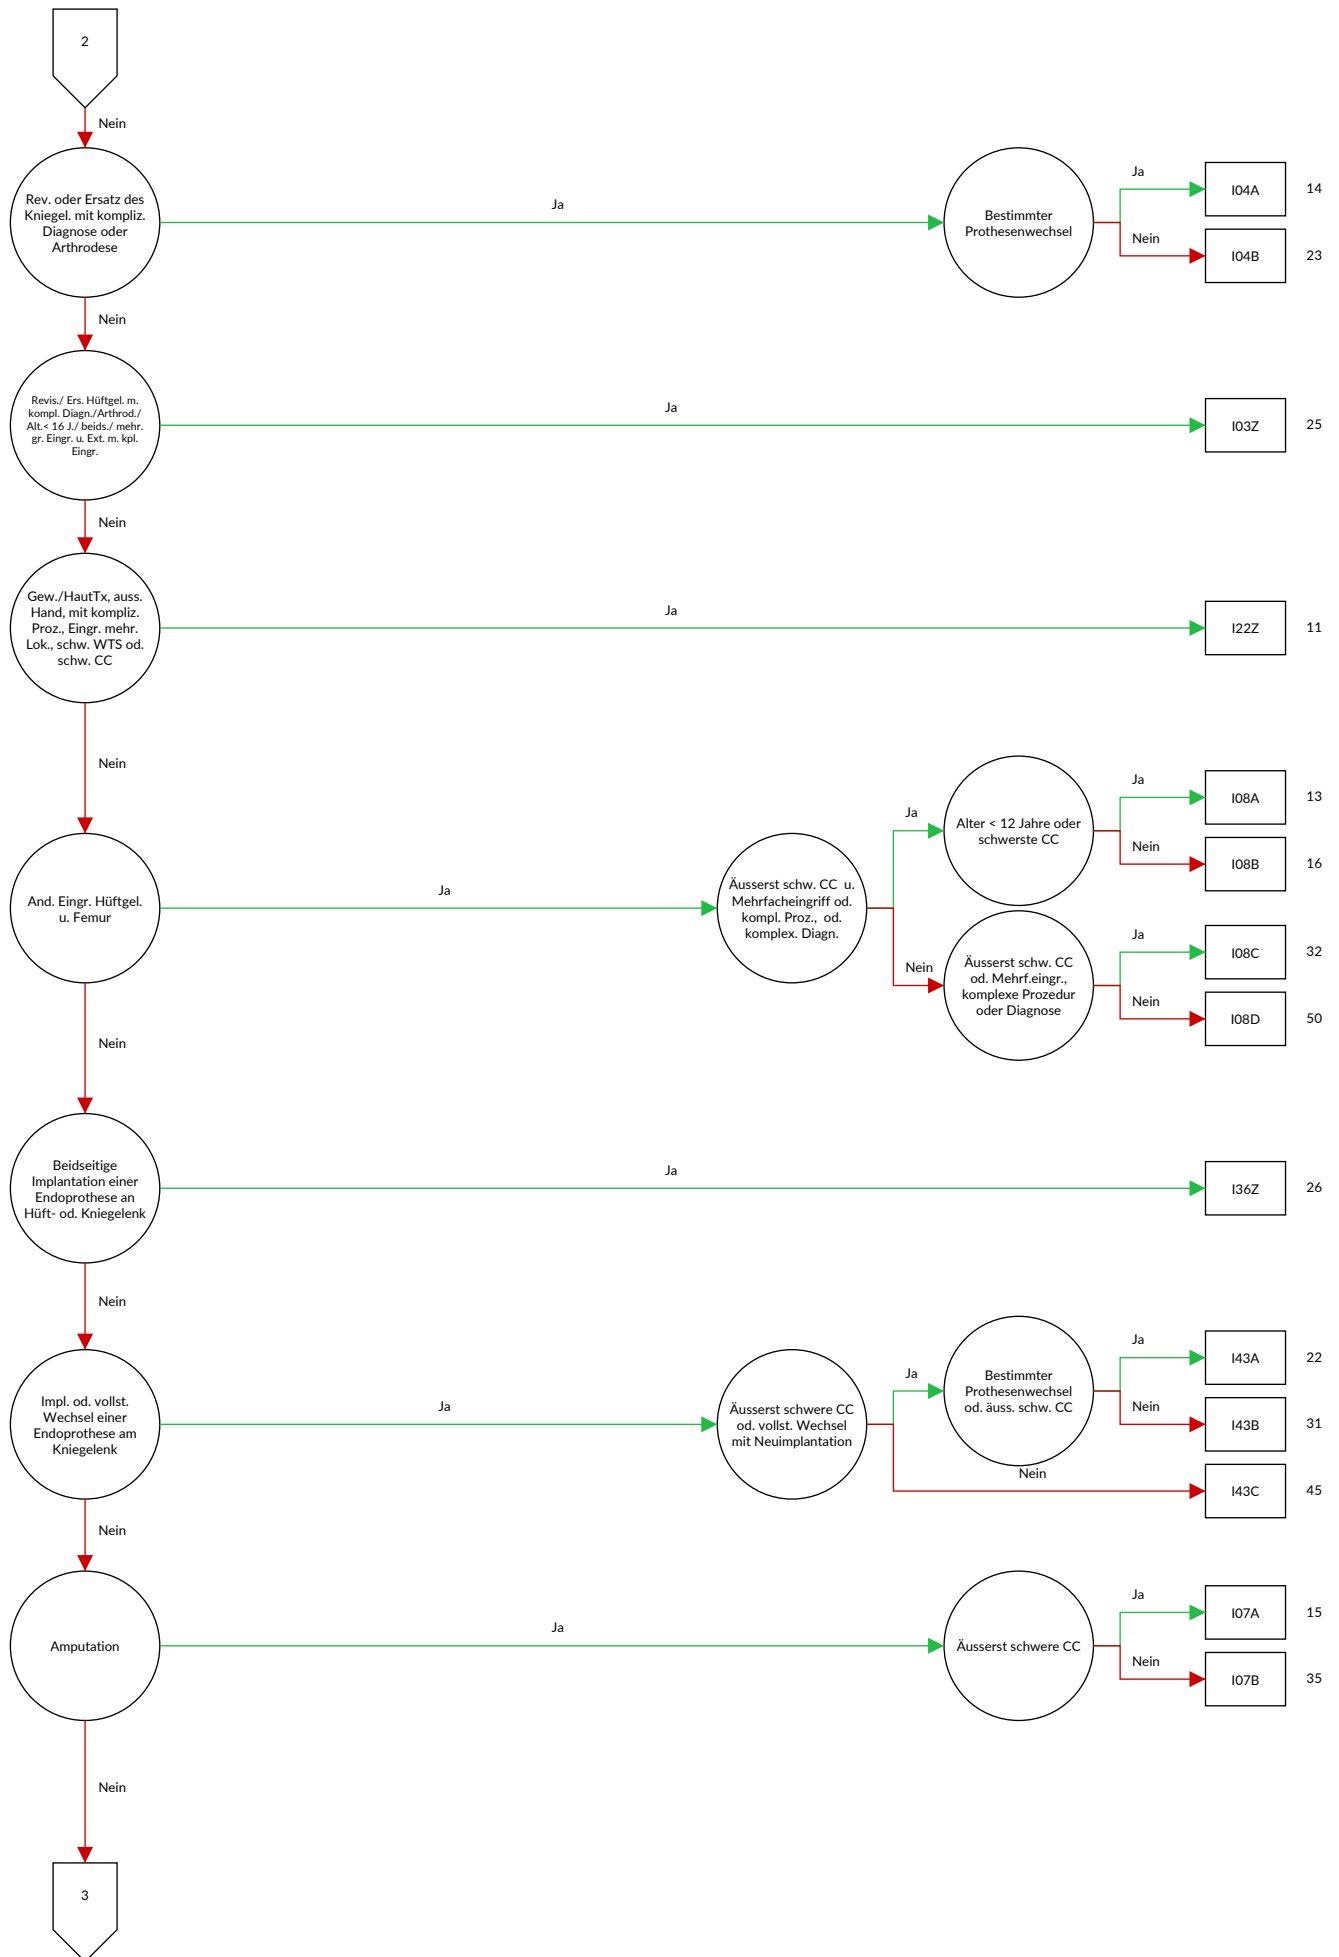 2
Nein
Rev. oder Ersatz des
Kniegel. mit kompliz.
Diagnose oder
Arthrodese
Ja
Bestimmter
Prothesenwechsel
Ja
I04A
14
Nein
I04B
23
Nein
Revis./ Ers. Hüftgel. m.
kompl. Diagn./Arthrod./
Alt.< 16 J./ beids./ mehr.
gr. Eingr. u. Ext. m. kpl.
Eingr.
Ja
I03Z
25
Nein
Gew./HautTx, auss.
Hand, mit kompliz.
Proz., Eingr. mehr.
Lok., schw. WTS od.
schw. CC
Ja
I22Z
11
Nein
And. Eingr. Hüftgel.
u. Femur
Ja
Äusserst schw. CC u.
Mehrfacheingriff od.
kompl. Proz., od.
komplex. Diagn.
Ja
Alter < 12 Jahre oder
schwerste CC
Ja
I08A
13
Nein
I08B
16
Nein
Äusserst schw. CC
od. Mehrf.eingr.,
komplexe Prozedur
oder Diagnose
Ja
I08C
32
Nein
I08D
50
Nein
Beidseitige
Implantation einer
Endoprothese an
Hüft- od. Kniegelenk
Ja
I36Z
26
Nein
Impl. od. vollst.
Wechsel einer
Endoprothese am
Kniegelenk
Ja
Äusserst schwere CC
od. vollst. Wechsel
mit Neuimplantation
Ja
Bestimmter
Prothesenwechsel
od. äuss. schw. CC
Ja
I43A
22
Nein
I43B
31
Nein
I43C
45
Nein
Amputation
Ja
Äusserst schwere CC
Ja
I07A
15
Nein
I07B
35
Nein
3